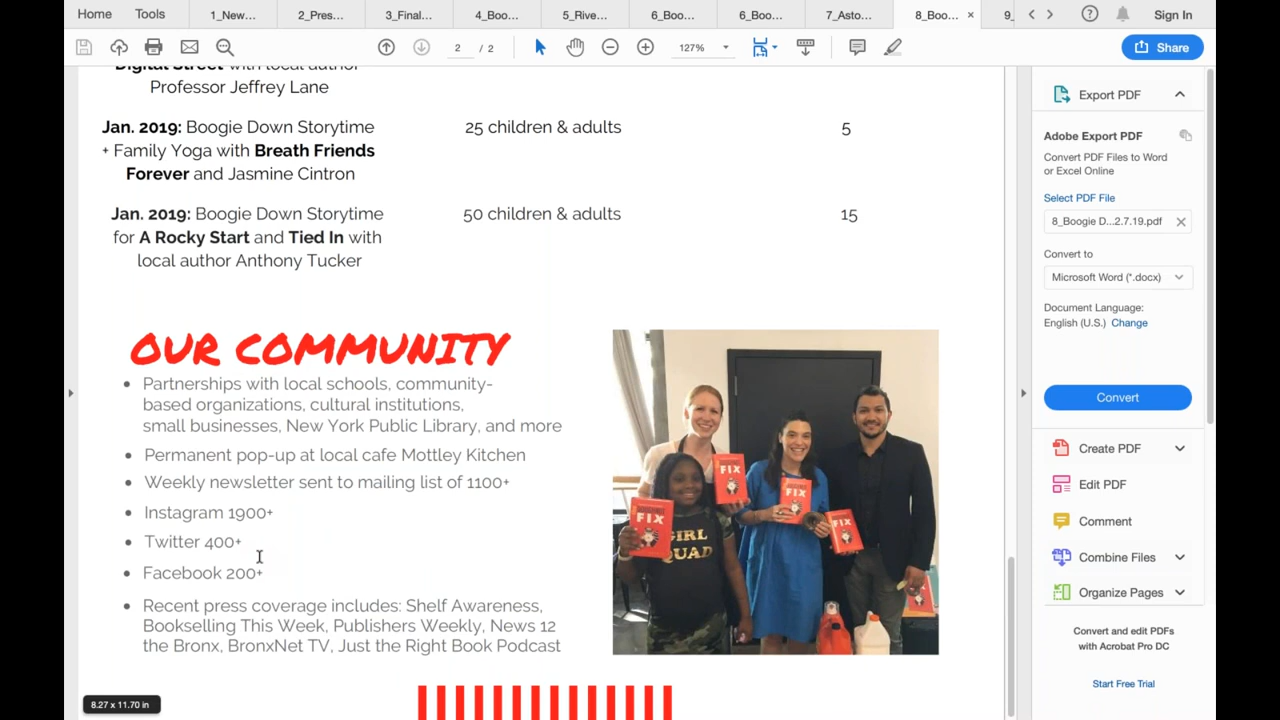 Home Tools 1_New... 2_Pres... 3_Final... 4_Boo... 5_Rive... 6_Boo... 6_Boo... 7_Asto... 8_Boo... × 9_ Sign In
2 / 2 127% Share
Digital Street with local author
Professor Jeffrey Lane
Jan. 2019: Boogie Down Storytime 25 children & adults 5
+ Family Yoga with Breath Friends
Forever and Jasmine Cintron
Jan. 2019: Boogie Down Storytime 50 children & adults 15
for A Rocky Start and Tied In with
local author Anthony Tucker
OUR COMMUNITY
• Partnerships with local schools, community-
based organizations, cultural institutions,
small businesses, New York Public Library, and more
• Permanent pop-up at local cafe Mottley Kitchen
• Weekly newsletter sent to mailing list of 1100+
• Instagram 1900+
• Twitter 400+
• Facebook 200+
• Recent press coverage includes: Shelf Awareness,
Bookselling This Week, Publishers Weekly, News 12
the Bronx, BronxNet TV, Just the Right Book Podcast
FIX
FIX
FIX
FIX
GIRL
SQUAD
8.27 x 11.70 in
Export PDF
Adobe Export PDF
Convert PDF Files to Word
or Excel Online
Select PDF File
8_Boogie D...2.7.19.pdf
Convert to
Microsoft Word (*.docx)
Document Language:
English (U.S.) Change
Convert
Create PDF
Edit PDF
Comment
Combine Files
Organize Pages
Convert and edit PDFs
with Acrobat Pro DC
Start Free Trial